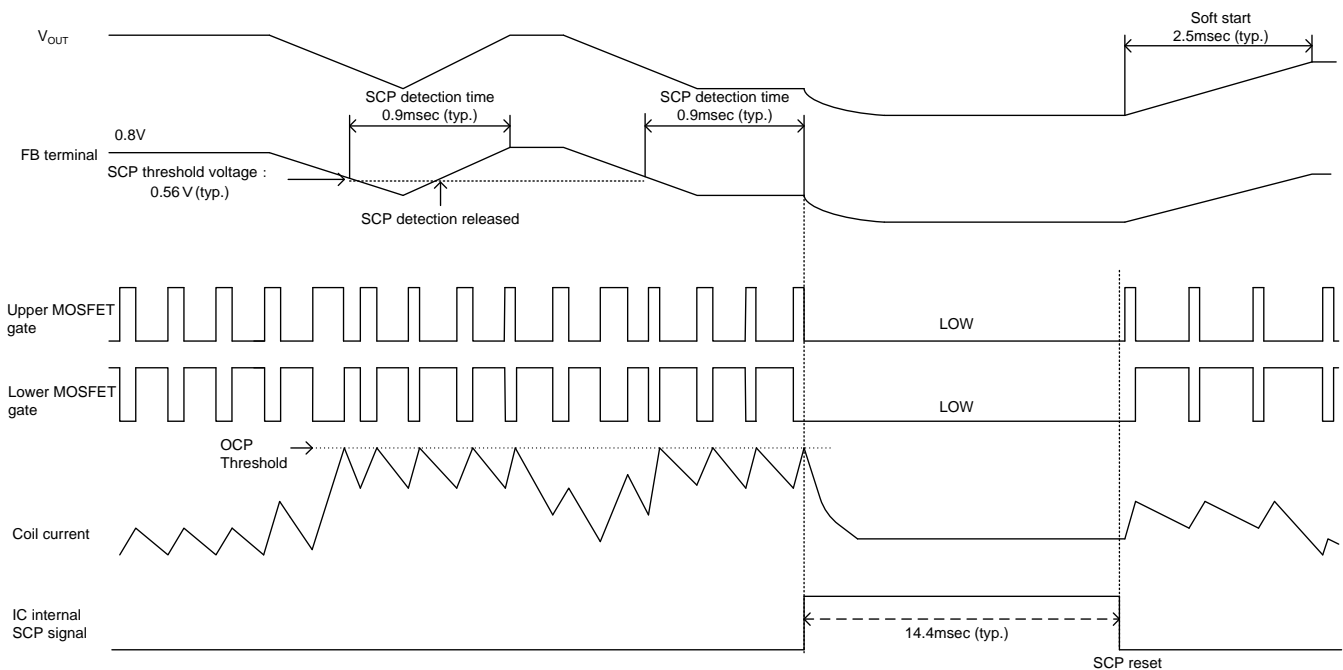 Soft start
2.5msec (typ.)
VOUT
SCP detection time
0.9msec (typ.)
SCP detection time
0.9msec (typ.)
0.8V
FB terminal
SCP threshold voltage :
0.56 V (typ.)
SCP detection released
Upper MOSFET
gate
LOW
Lower MOSFET
gate
LOW
OCP
Threshold
Coil current
IC internal
SCP signal
14.4msec (typ.)
SCP reset